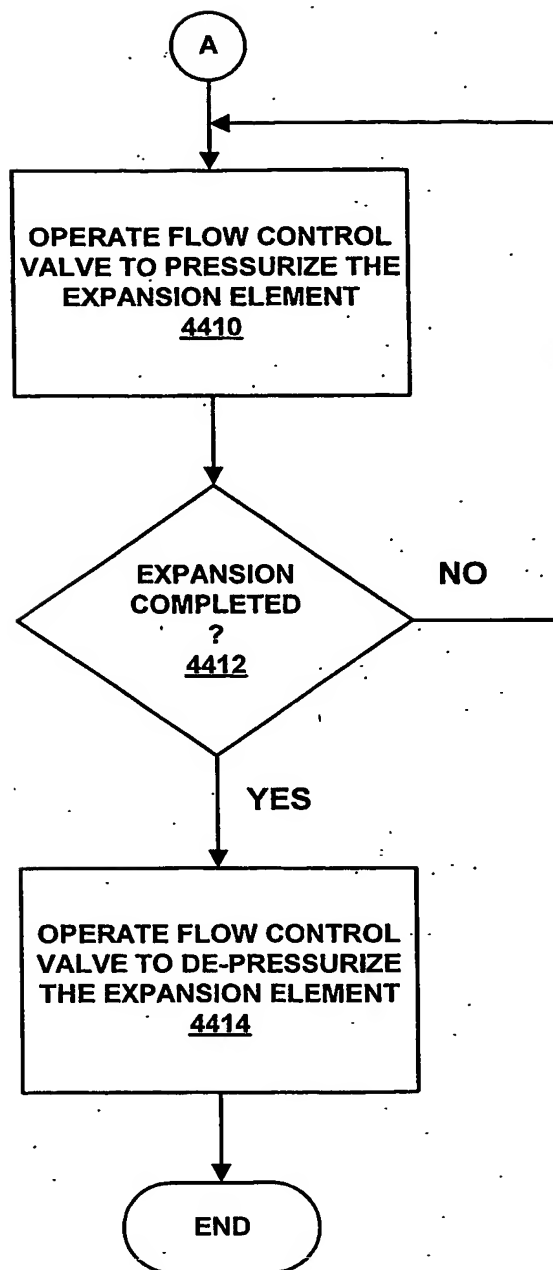 A
OPERATE FLOW CONTROL
VALVE TO PRESSURIZE THE
EXPANSION ELEMENT
4410
EXPANSION
COMPLETED
?
4412
NO
YES
OPERATE FLOW CONTROL
VALVE TO DE-PRESSURIZE
THE EXPANSION ELEMENT
4414
END